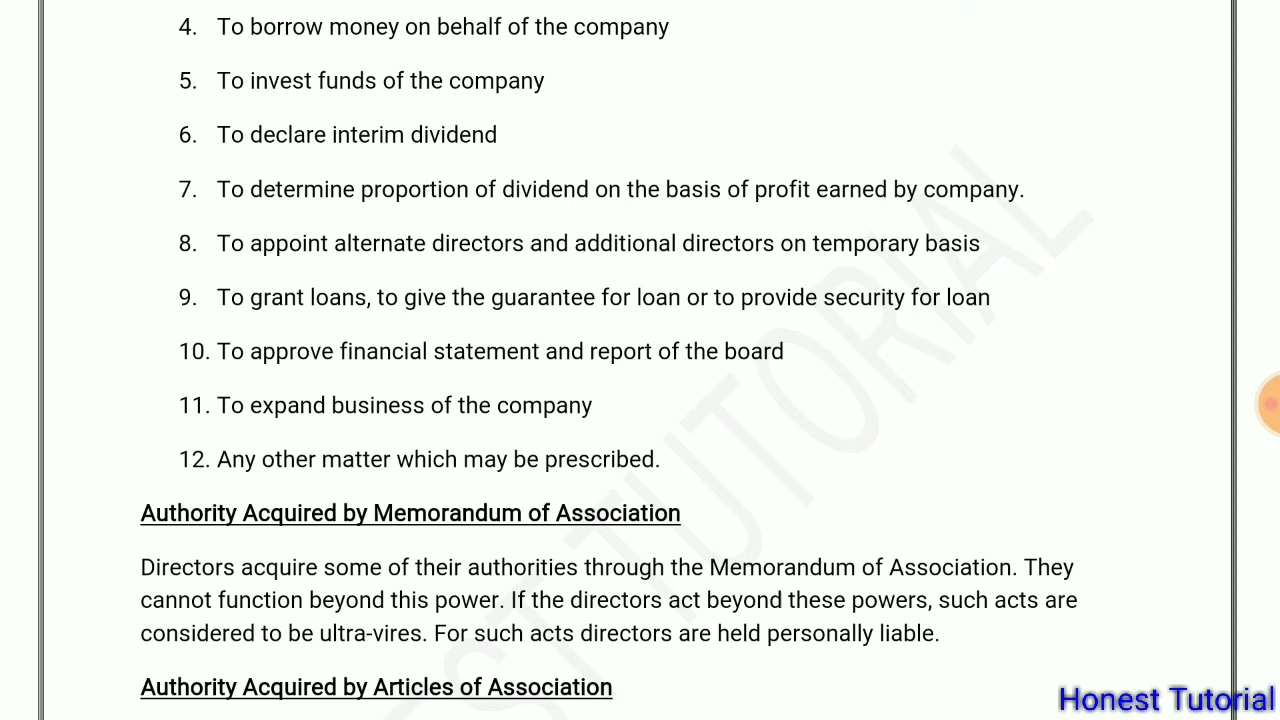 4. To borrow money on behalf of the company
5. To invest funds of the company
6. To declare interim dividend
7. To determine proportion of dividend on the basis of profit earned by company.
8. To appoint alternate directors and additional directors on temporary basis
9. To grant loans, to give the guarantee for loan or to provide security for loan
10. To approve financial statement and report of the board
11. To expand business of the company
12. Any other matter which may be prescribed.
Authority Acquired by Memorandum of Association
Directors acquire some of their authorities through the Memorandum of Association. They
cannot function beyond this power. If the directors act beyond these powers, such acts are
considered to be ultra-vires. For such acts directors are held personally liable.
Authority Acquired by Articles of Association
Honest Tutorial
ST TUTORIAL